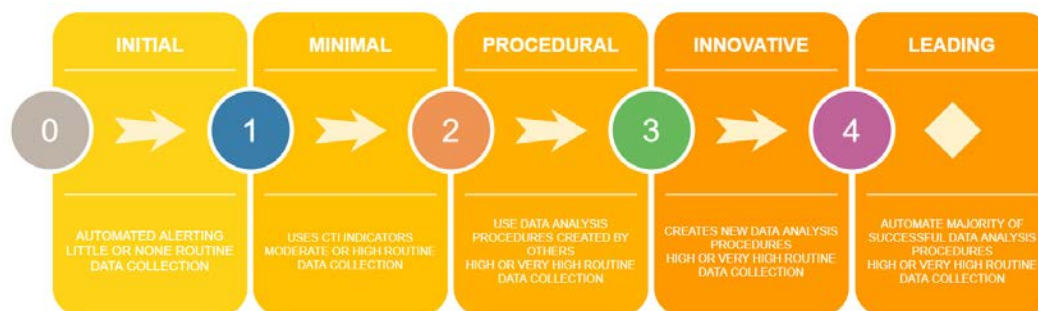 INITIAL
MINIMAL
PROCEDURAL
INNOVATIVE
LEADING
0
1
2
3
4
AUTOMATED ALERTING
LITTLE OR NONE ROUTINE
DATA COLLECTION
USES CTI INDICATORS
MODERATE OR HIGH ROUTINE
DATA COLLECTION
USE DATA ANALYSIS
PROCEDURES CREATED BY
OTHERS
HIGH OR VERY HIGH ROUTINE
DATA COLLECTION
CREATES NEW DATA ANALYSIS
PROCEDURES
HIGH OR VERY HIGH ROUTINE
DATA COLLECTION
AUTOMATE MAJORITY OF
SUCCESSFUL DATA ANALYSIS
PROCEDURES
HIGH OR VERY HIGH ROUTINE
DATA COLLECTION